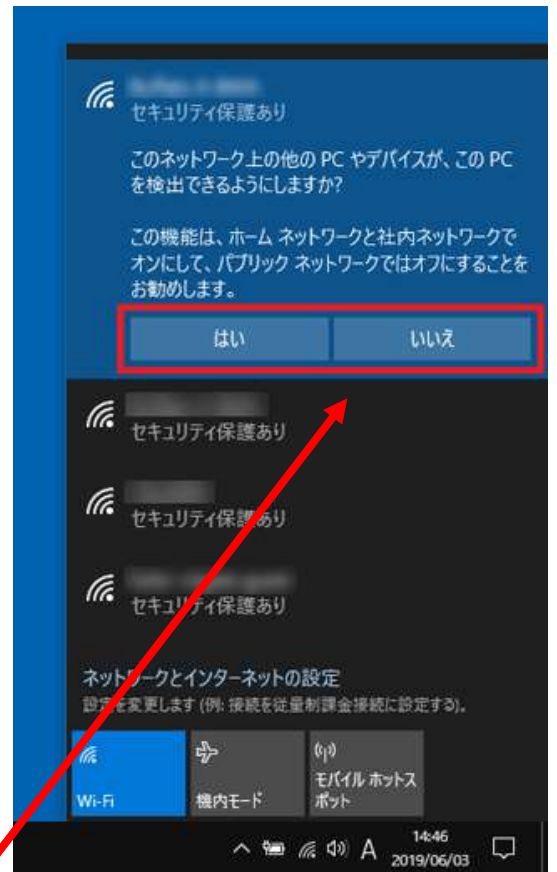 セキュリティ保護あり
このネットワーク上の他の PC やデバイスが、この PC
を検出できるようにしますか?
この機能は、ホーム ネットワークと社内ネットワークで
オンにして、パブリック ネットワークではオフにすることを
お勧めします。
はい いいえ
セキュリティ保護あり
セキュリティ保護あり
セキュリティ保護あり
ネットワークとインターネットの設定
設定を変更します (例: 接続を従量制課金接続に設定する)。
Wi-Fi
機内モード
モバイル ホットス
ポット
A
14:46
2019/06/03